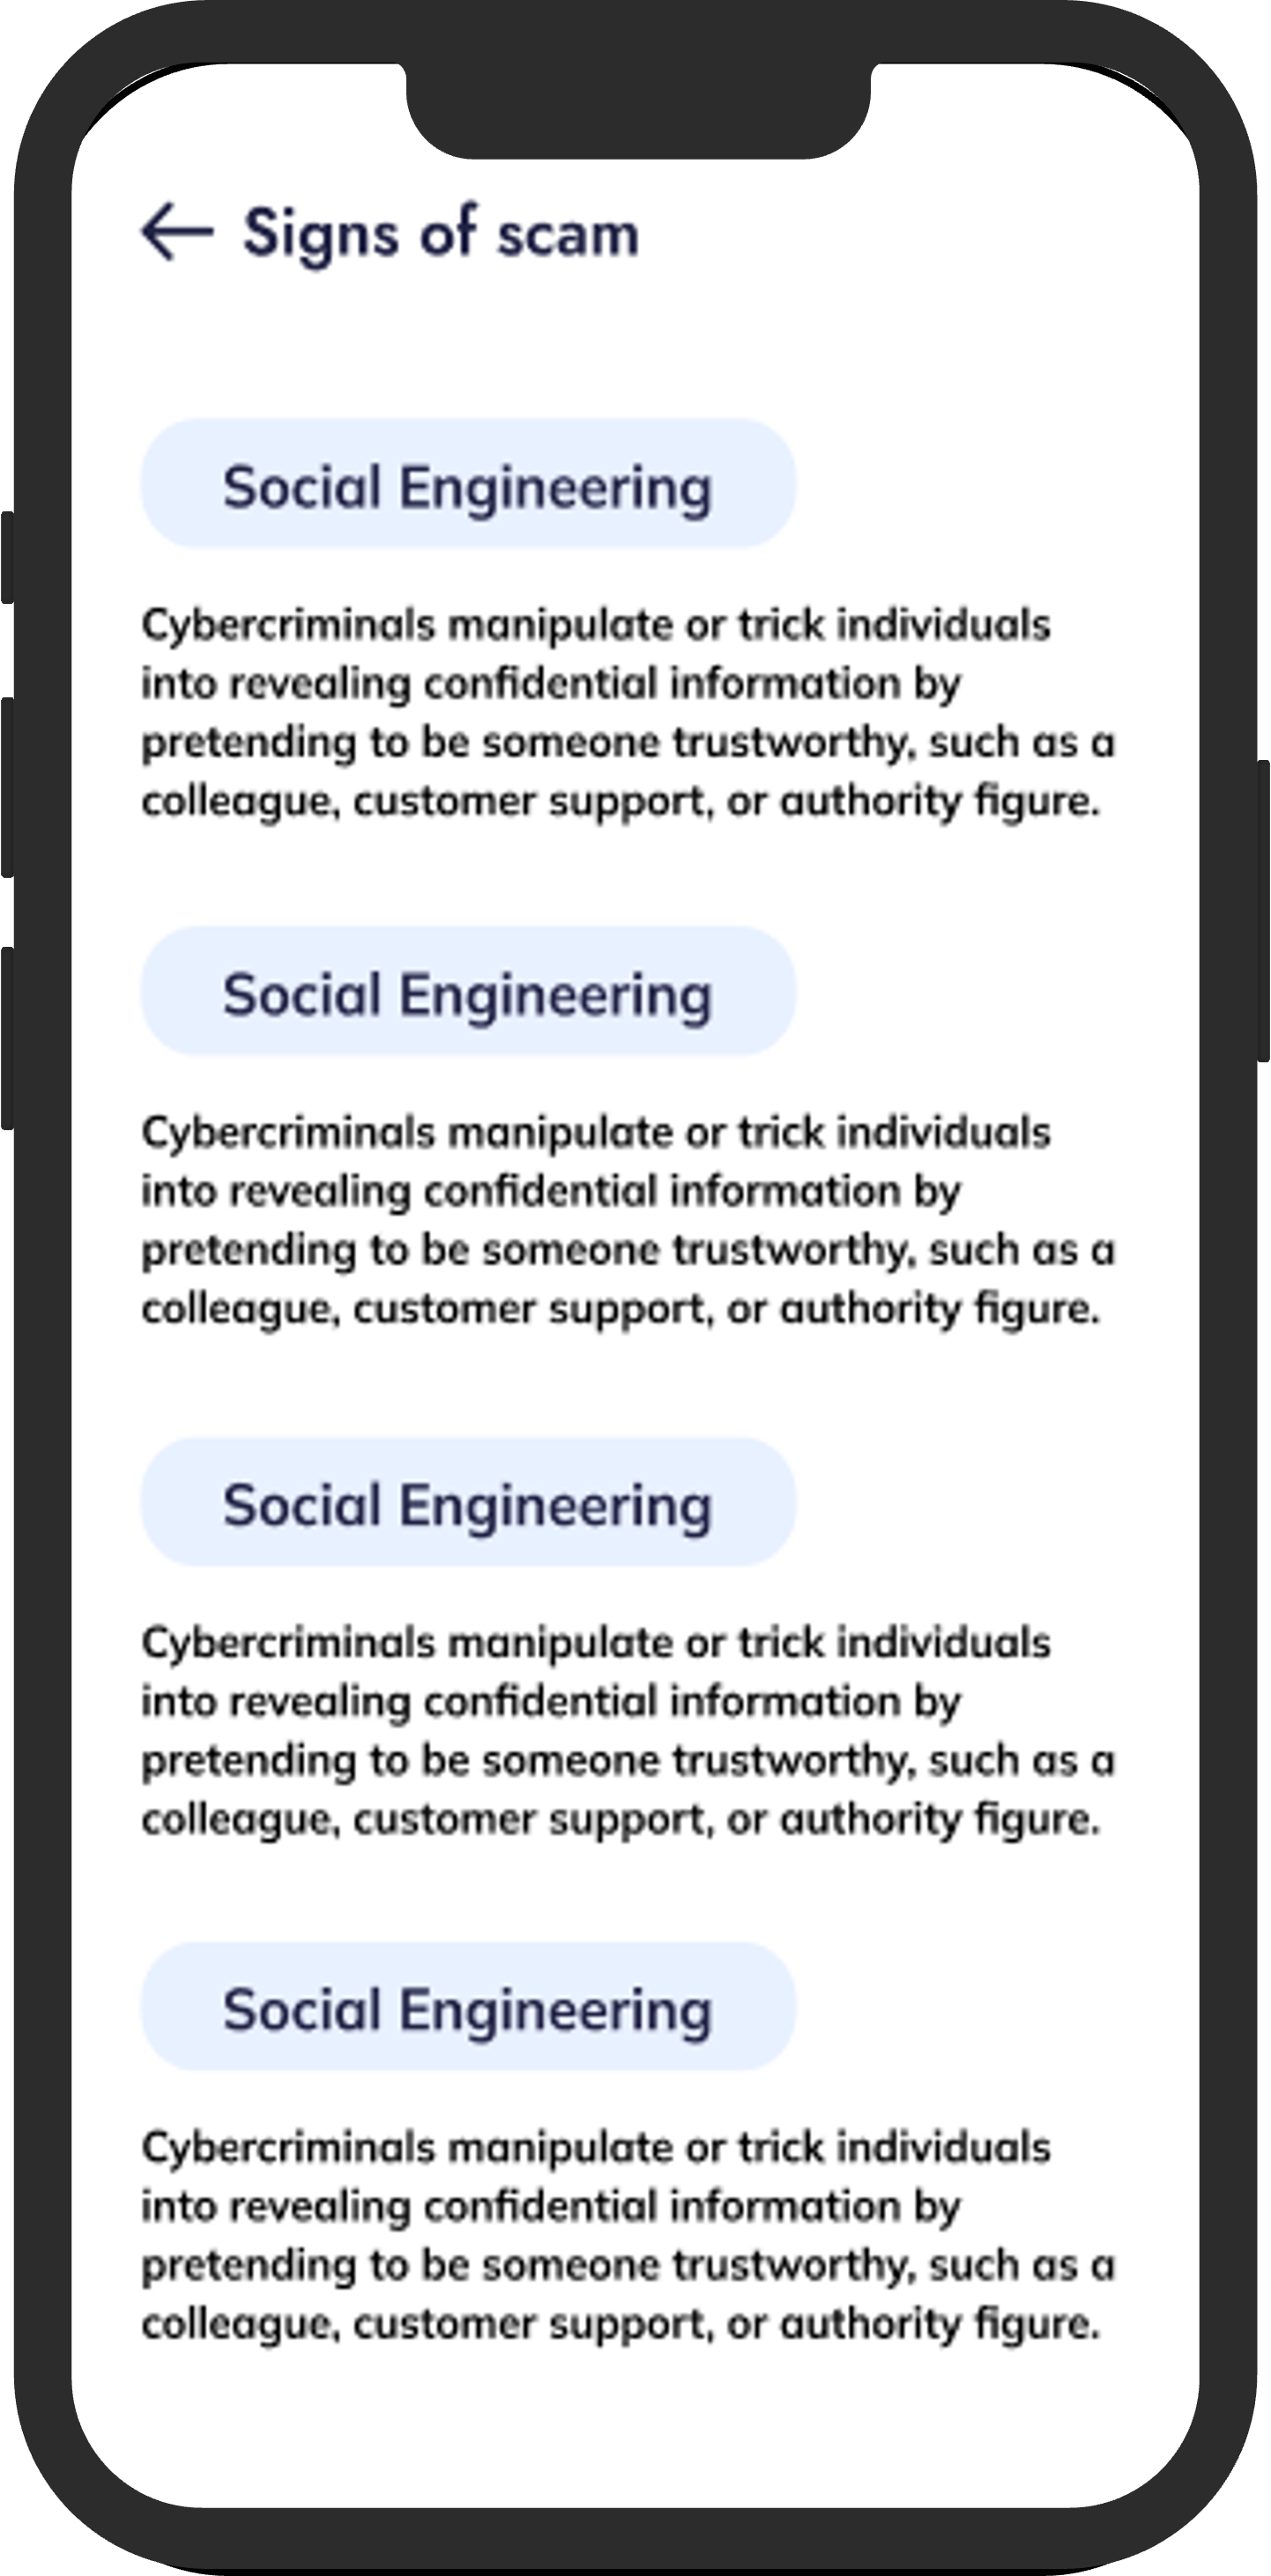 Signs of scam
Social Engineering
Cybercriminals manipulate or trick individuals
into revealing confidential information by
pretending to be someone trustworthy, such as a
colleague, customer support, or authority figure.
Social Engineering
Cybercriminals manipulate or trick individuals
into revealing confidential information by
pretending to be someone trustworthy, such as a
colleague, customer support, or authority figure.
Social Engineering
Cybercriminals manipulate or trick individuals
into revealing confidential information by
pretending to be someone trustworthy, such as a
colleague, customer support, or authority figure.
Social Engineering
Cybercriminals manipulate or trick individuals
into revealing confidential information by
pretending to be someone trustworthy, such as a
colleague, customer support, or authority figure.